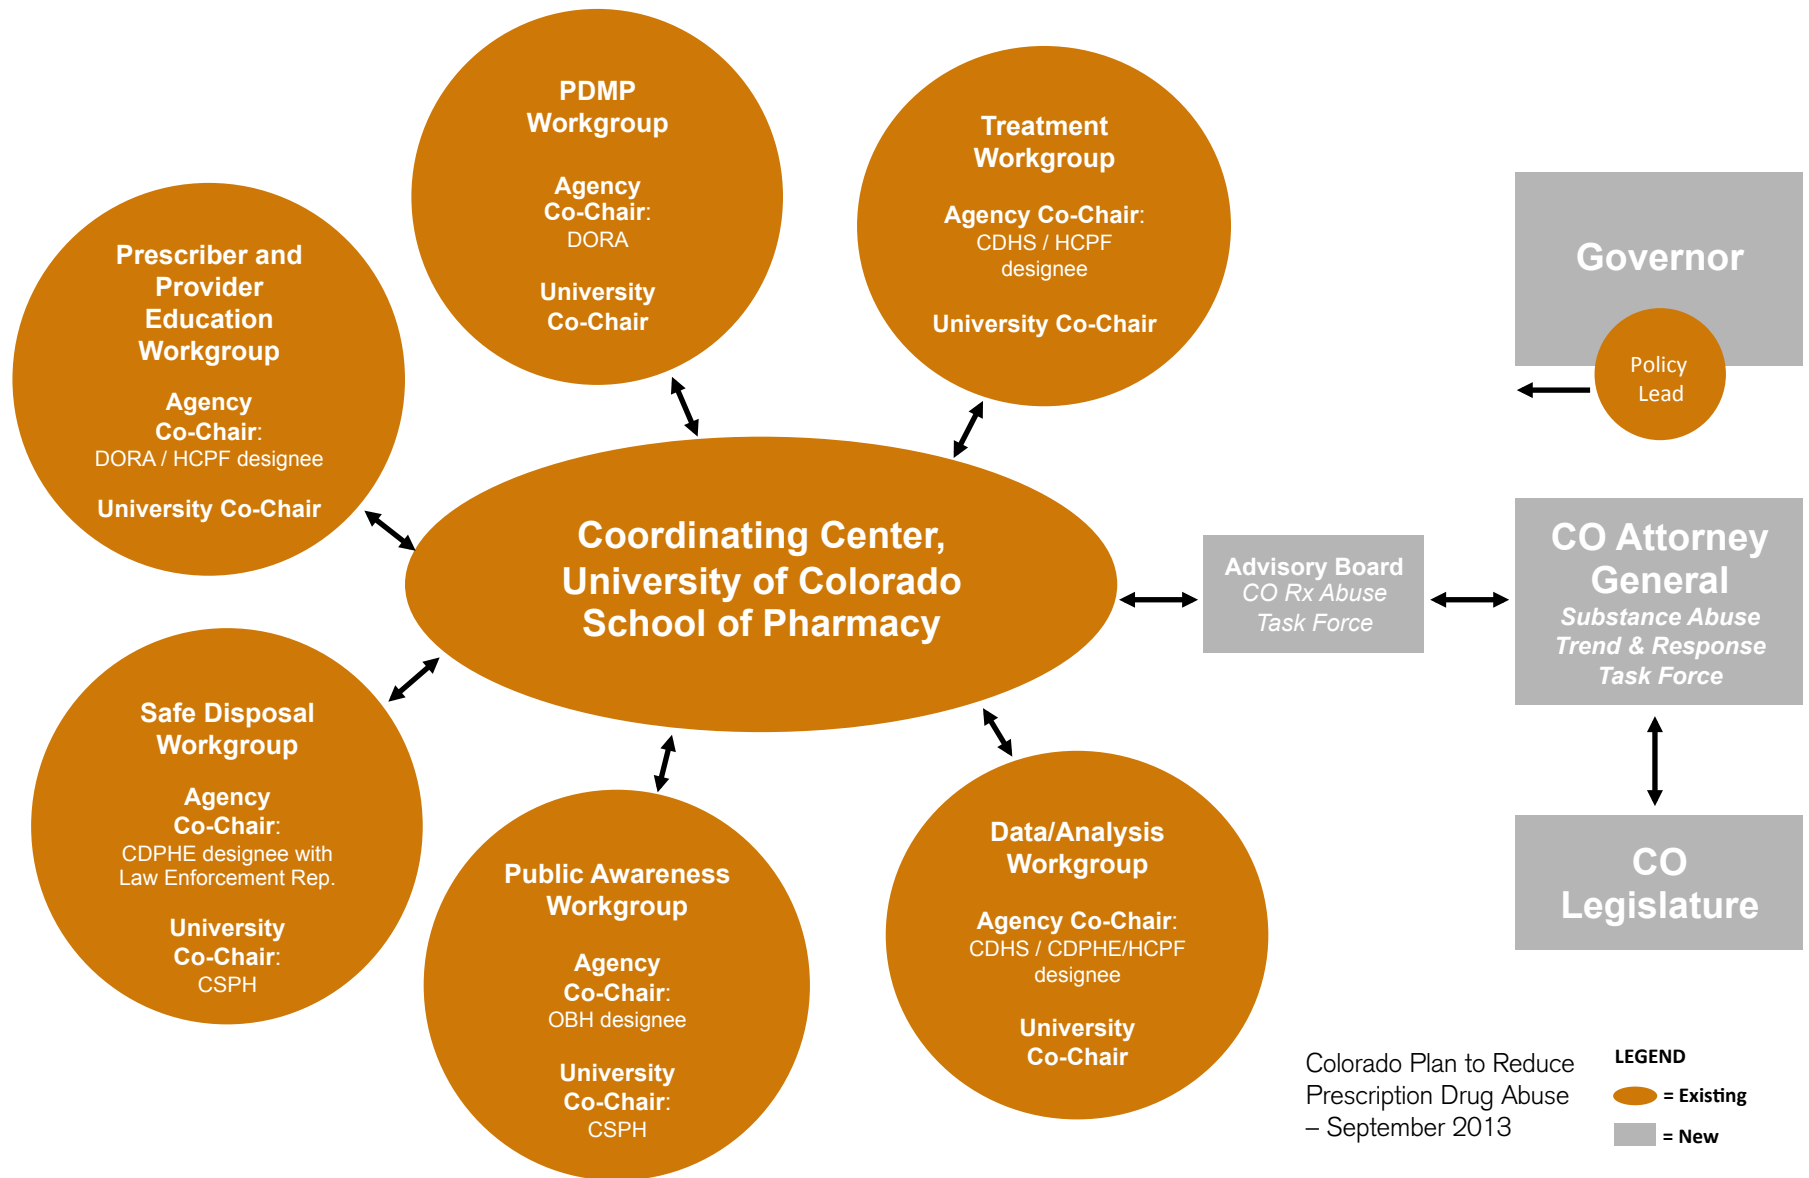 PDMP
Workgroup
Agency
Co-Chair:
DORA
University
Co-Chair
Treatment
Workgroup
Agency Co-Chair:
CDHS / HCPF
designee
University Co-Chair
Prescriber and
Provider
Education
Workgroup
Agency
Co-Chair:
DORA / HCPF designee
University Co-Chair
Governor
Policy
Lead
Coordinating Center,
University of Colorado
School of Pharmacy
Advisory Board
CO Rx Abuse
Task Force
CO Attorney
General
Substance Abuse
Trend & Response
Task Force
CO
Legislature
Safe Disposal
Workgroup
Agency
Co-Chair:
CDPHE designee with
Law Enforcement Rep.
University
Co-Chair:
CSPH
Public Awareness
Workgroup
Agency
Co-Chair:
OBH designee
University
Co-Chair:
CSPH
Data/Analysis
Workgroup
Agency Co-Chair:
CDHS / CDPHE/HCPF
designee
University
Co-Chair
Colorado Plan to Reduce
Prescription Drug Abuse
– September 2013
LEGEND
= Existing
= New